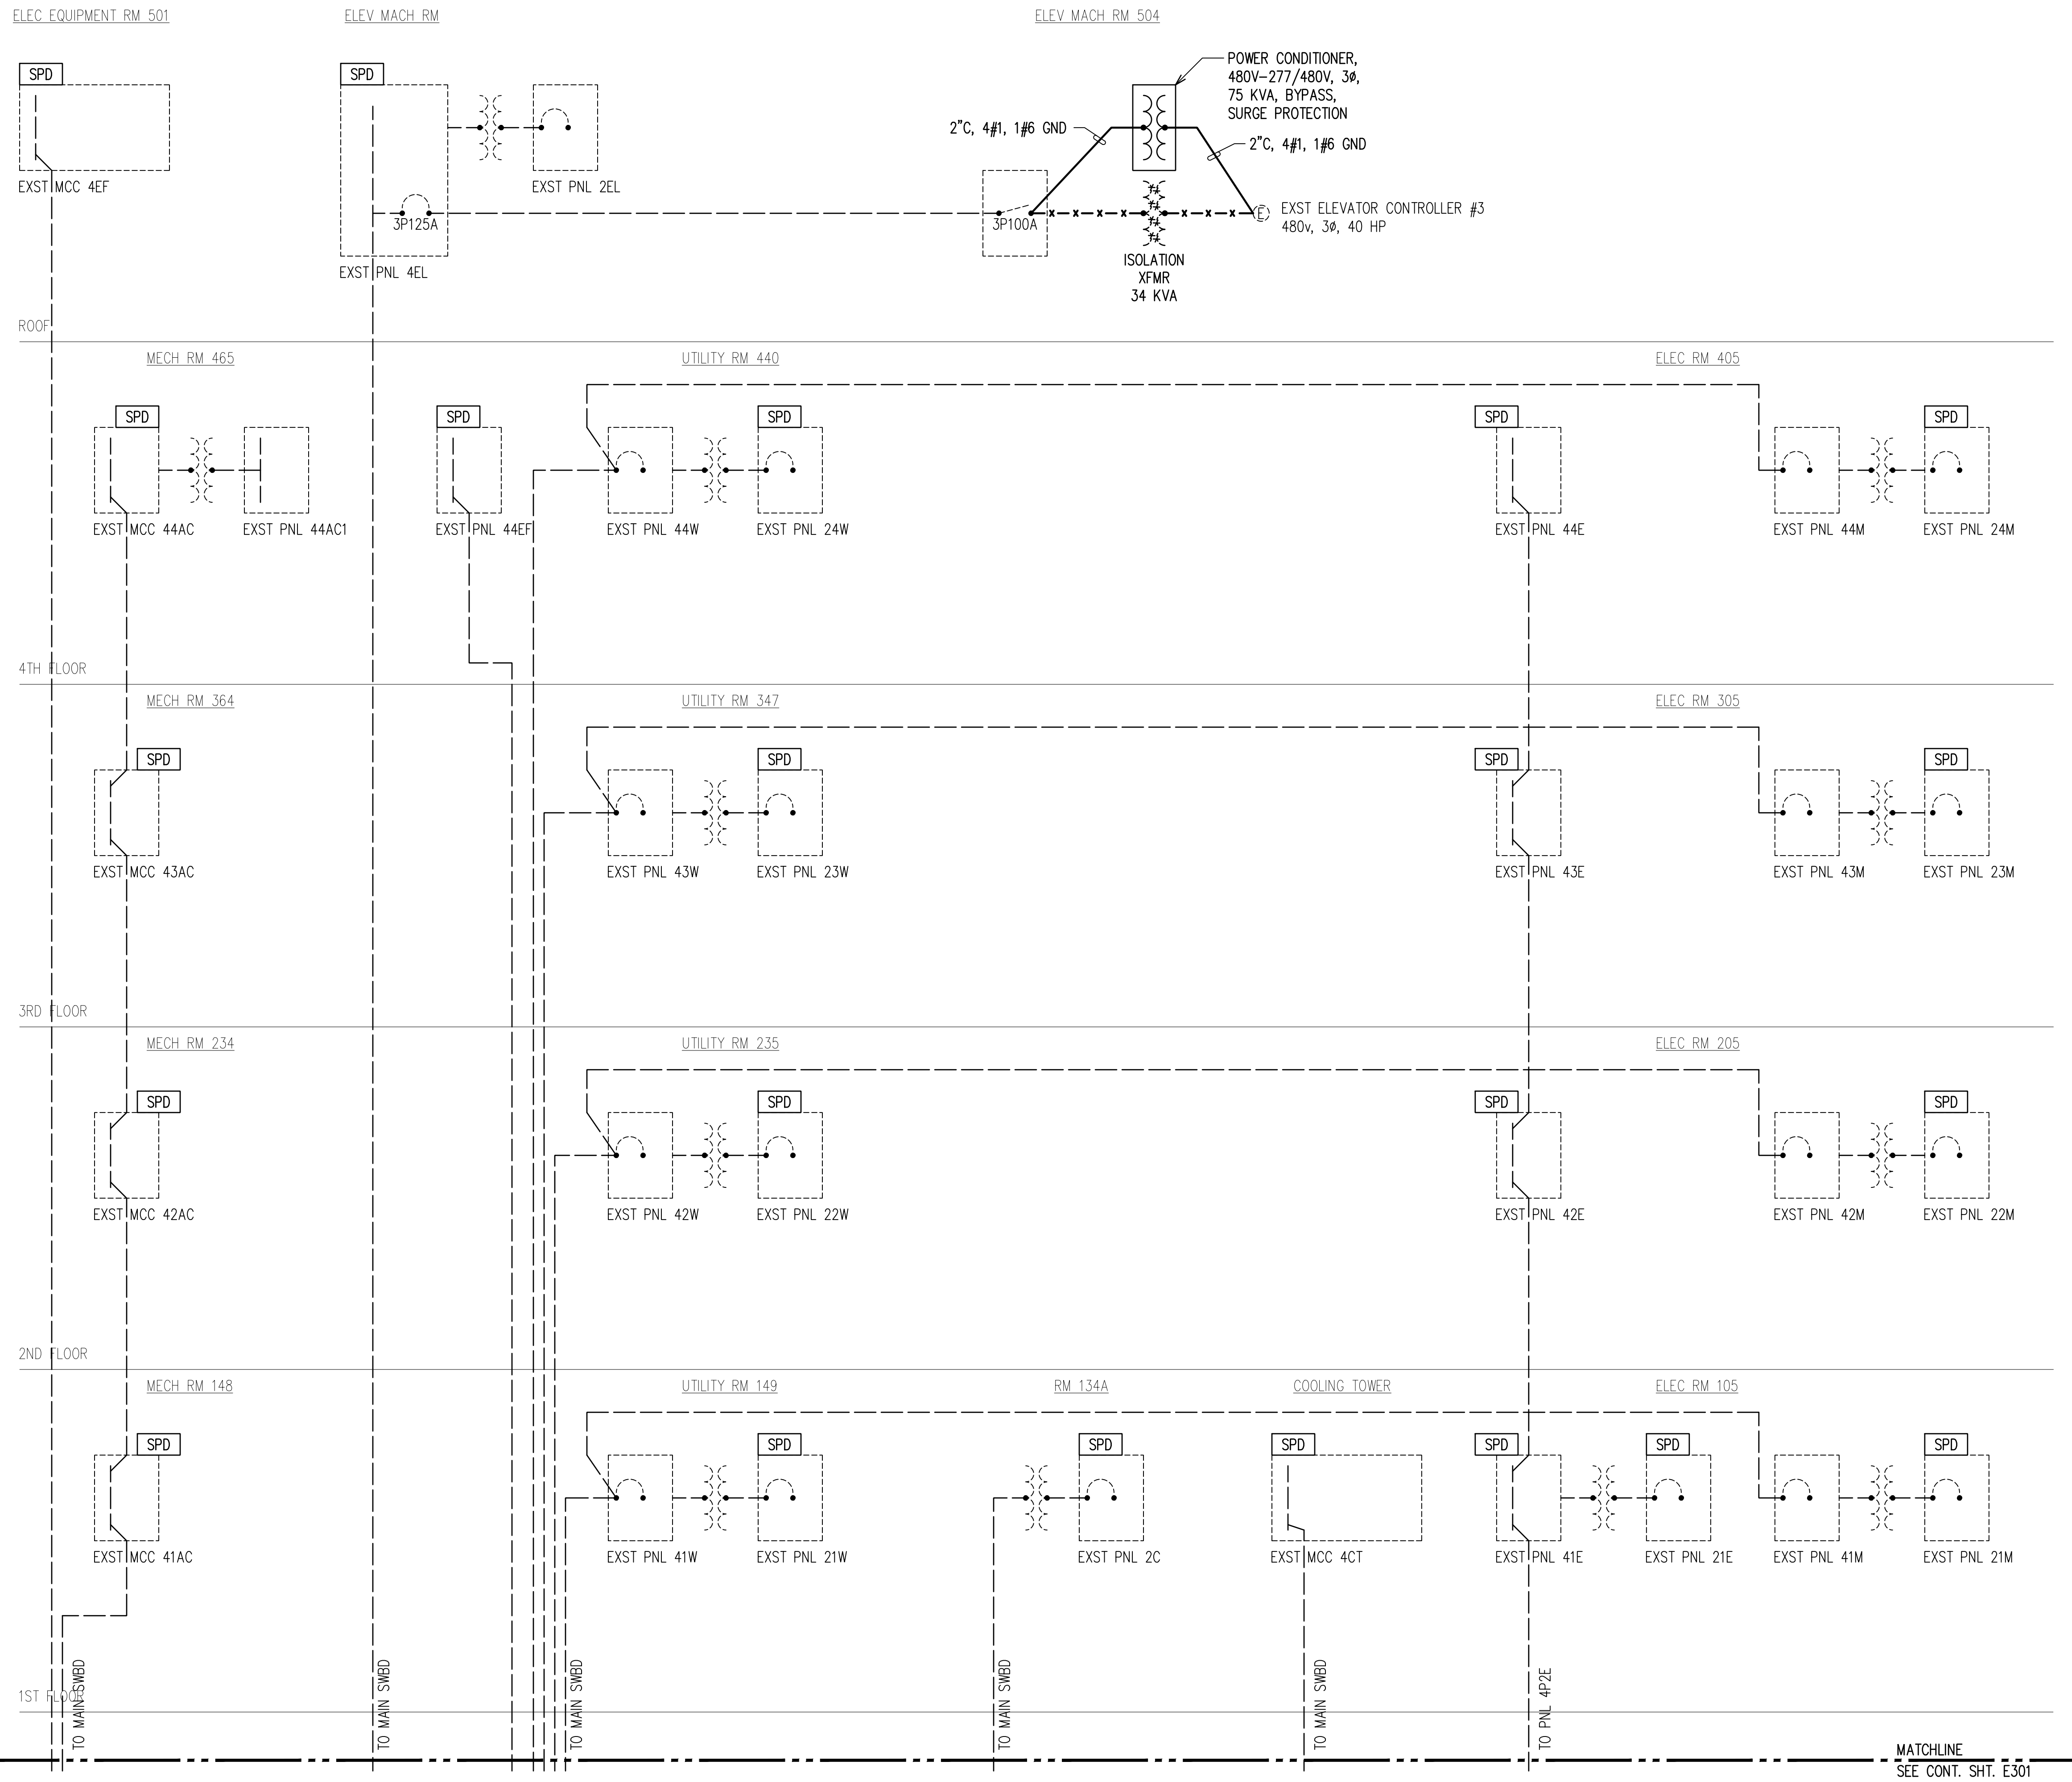 ELEC EQUIPMENT RM 501
ELEV MACH RM
ELEV MACH RM 504
SPD
SPD
POWER CONDITIONER,
480V-277/480V, 3ø,
75 KVA, BYPASS,
SURGE PROTECTION
2"C, 4#1, 1#6 GND
2"C, 4#1, 1#6 GND
EXST MCC 4EF
EXST PNL 2EL
3P125A
3P100A
E
EXST ELEVATOR CONTROLLER #3
480v, 3ø, 40 HP
EXST PNL 4EL
ISOLATION
XFMR
34 KVA
ROOF
MECH RM 465
UTILITY RM 440
ELEC RM 405
SPD
SPD
SPD
SPD
SPD
EXST MCC 44AC
EXST PNL 44AC1
EXST PNL 44EF
EXST PNL 44W
EXST PNL 24W
EXST PNL 44E
EXST PNL 44M
EXST PNL 24M
4TH FLOOR
MECH RM 364
UTILITY RM 347
ELEC RM 305
SPD
SPD
SPD
SPD
EXST MCC 43AC
EXST PNL 43W
EXST PNL 23W
EXST PNL 43E
EXST PNL 43M
EXST PNL 23M
3RD FLOOR
MECH RM 234
UTILITY RM 235
ELEC RM 205
SPD
SPD
SPD
SPD
EXST MCC 42AC
EXST PNL 42W
EXST PNL 22W
EXST PNL 42E
EXST PNL 42M
EXST PNL 22M
2ND FLOOR
MECH RM 148
UTILITY RM 149
RM 134A
COOLING TOWER
ELEC RM 105
SPD
SPD
SPD
SPD
SPD
SPD
SPD
EXST MCC 41AC
EXST PNL 41W
EXST PNL 21W
EXST PNL 2C
EXST MCC 4CT
EXST PNL 41E
EXST PNL 21E
EXST PNL 41M
EXST PNL 21M
1ST FLOOR
TO MAIN SWBD
TO MAIN SWBD
TO MAIN SWBD
TO MAIN SWBD
TO MAIN SWBD
TO PNL 4P2E
MATCHLINE
SEE CONT. SHT. E301